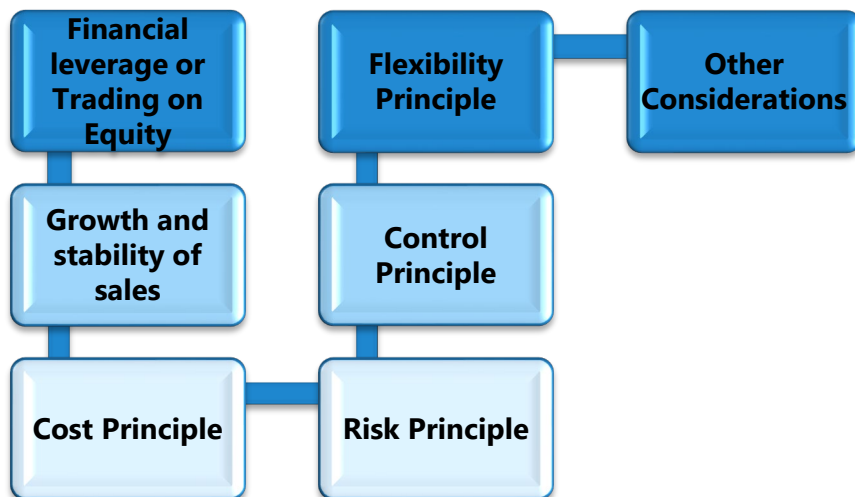 Financial
leverage or
Trading on
Equity
Growth and
stability of
sales
Cost Principle
Risk Principle
Control
Principle
Flexibility
Principle
Other
Considerations